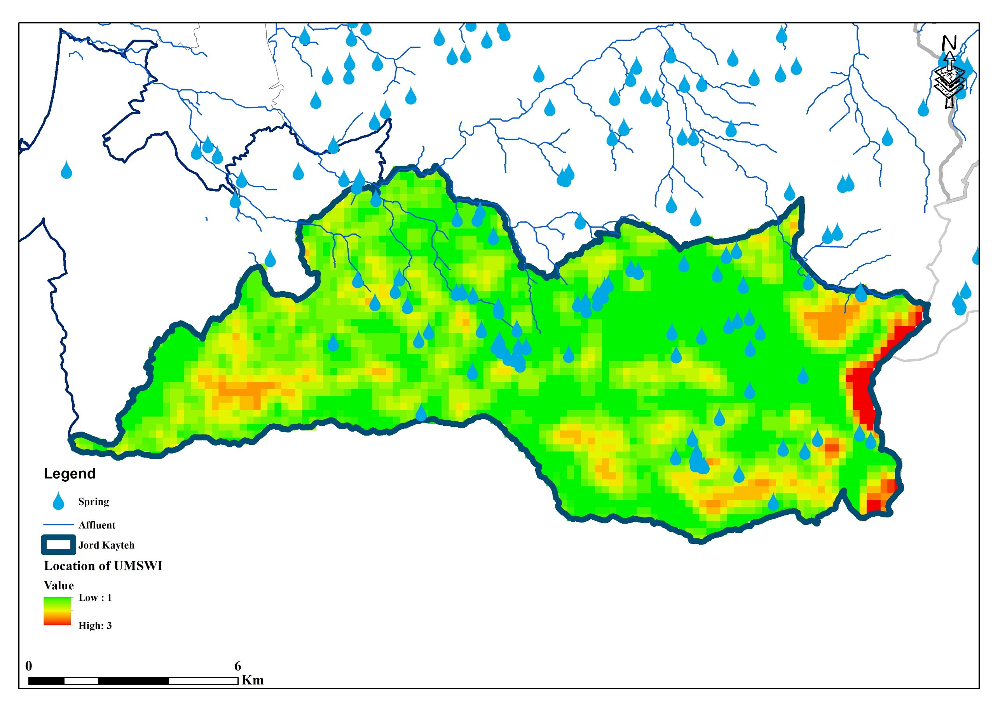 N
Legend
Spring
Affluent
Jord Kayteh
Location of UMSWI
Value
Low : 1
High: 3
0 6
Km